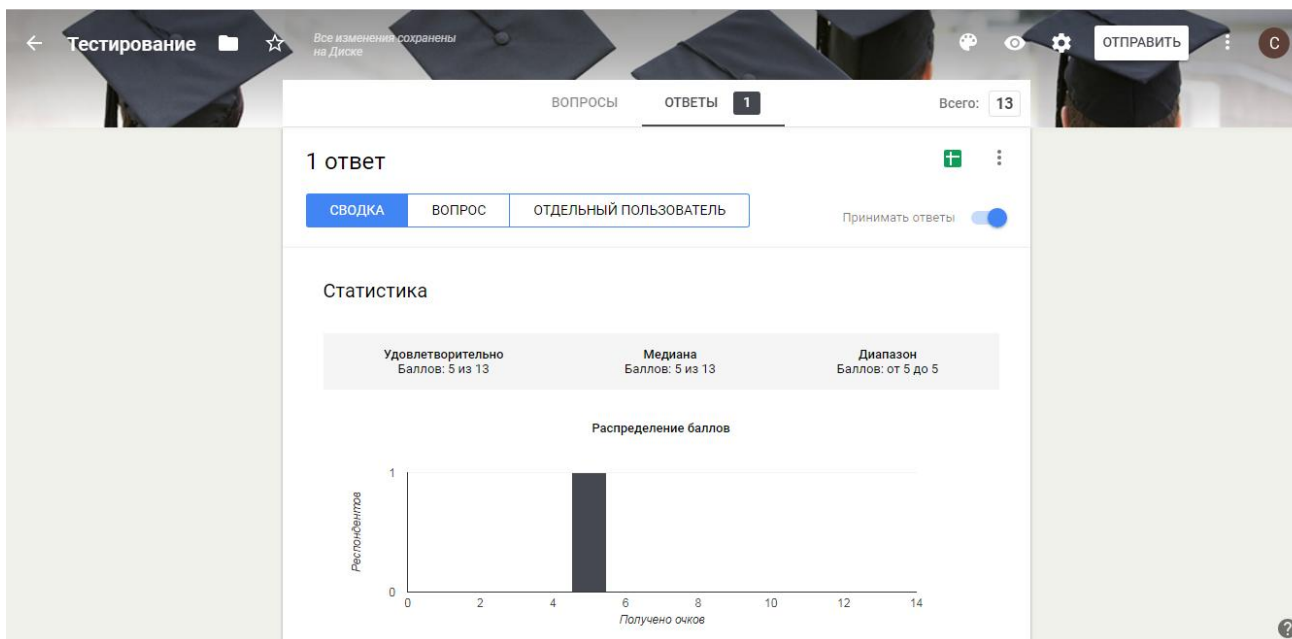 Тестирование
Все изменения сохранены
на Диске
ОТПРАВИТЬ
С
ВОПРОСЫ
ОТВЕТЫ 1
Всего: 13
1 ответ
СВОДКА
ВОПРОС
ОТДЕЛЬНЫЙ ПОЛЬЗОВАТЕЛЬ
Принимать ответы
Статистика
Удовлетворительно
Баллов: 5 из 13
Медиана
Баллов: 5 из 13
Диапазон
Баллов: от 5 до 5
Распределение баллов
Респондентов
1
0
0 2 4 6 8 10 12 14
Получено очков
?